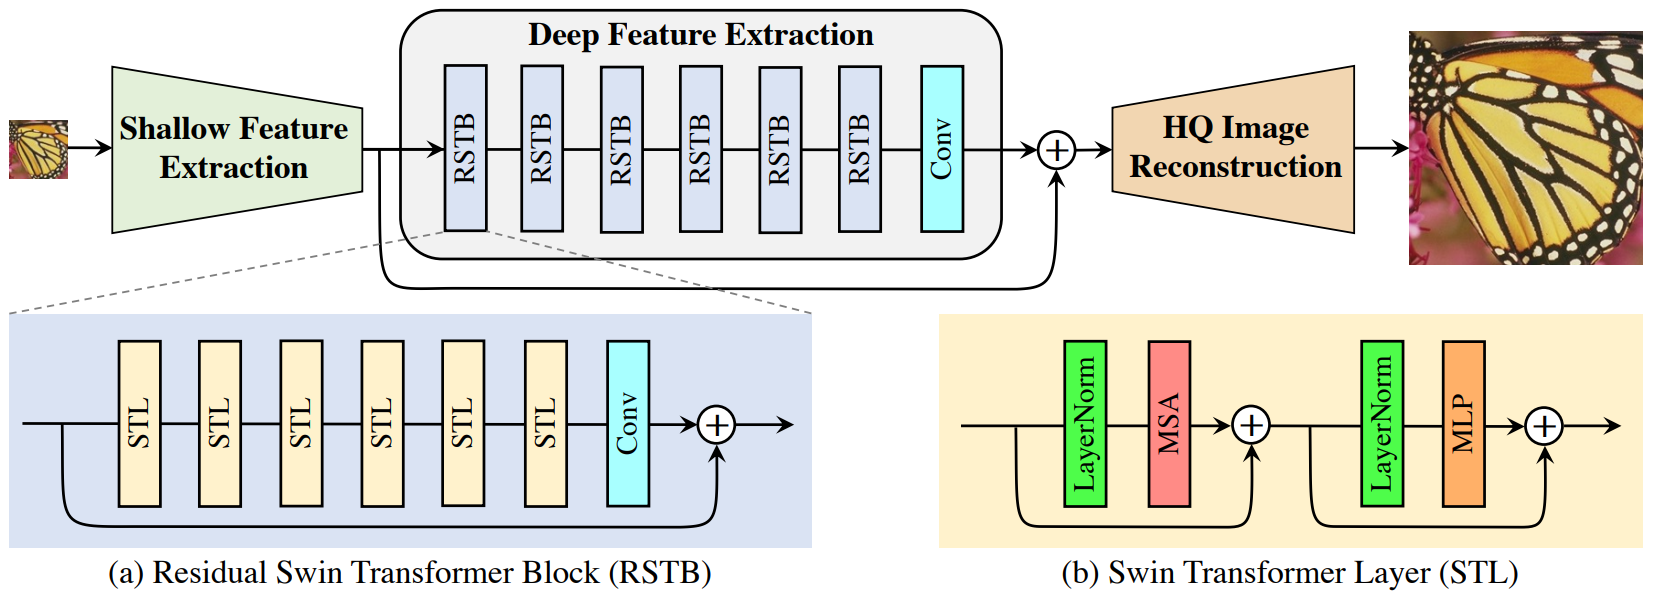 Deep Feature Extraction
Shallow Feature
Extraction
RSTB
RSTB
RSTB
RSTB
RSTB
RSTB
Conv
+
HQ Image
Reconstruction
STL
STL
STL
STL
STL
STL
Conv
+
(a) Residual Swin Transformer Block (RSTB)
LayerNorm
MSA
+
LayerNorm
MLP
+
(b) Swin Transformer Layer (STL)